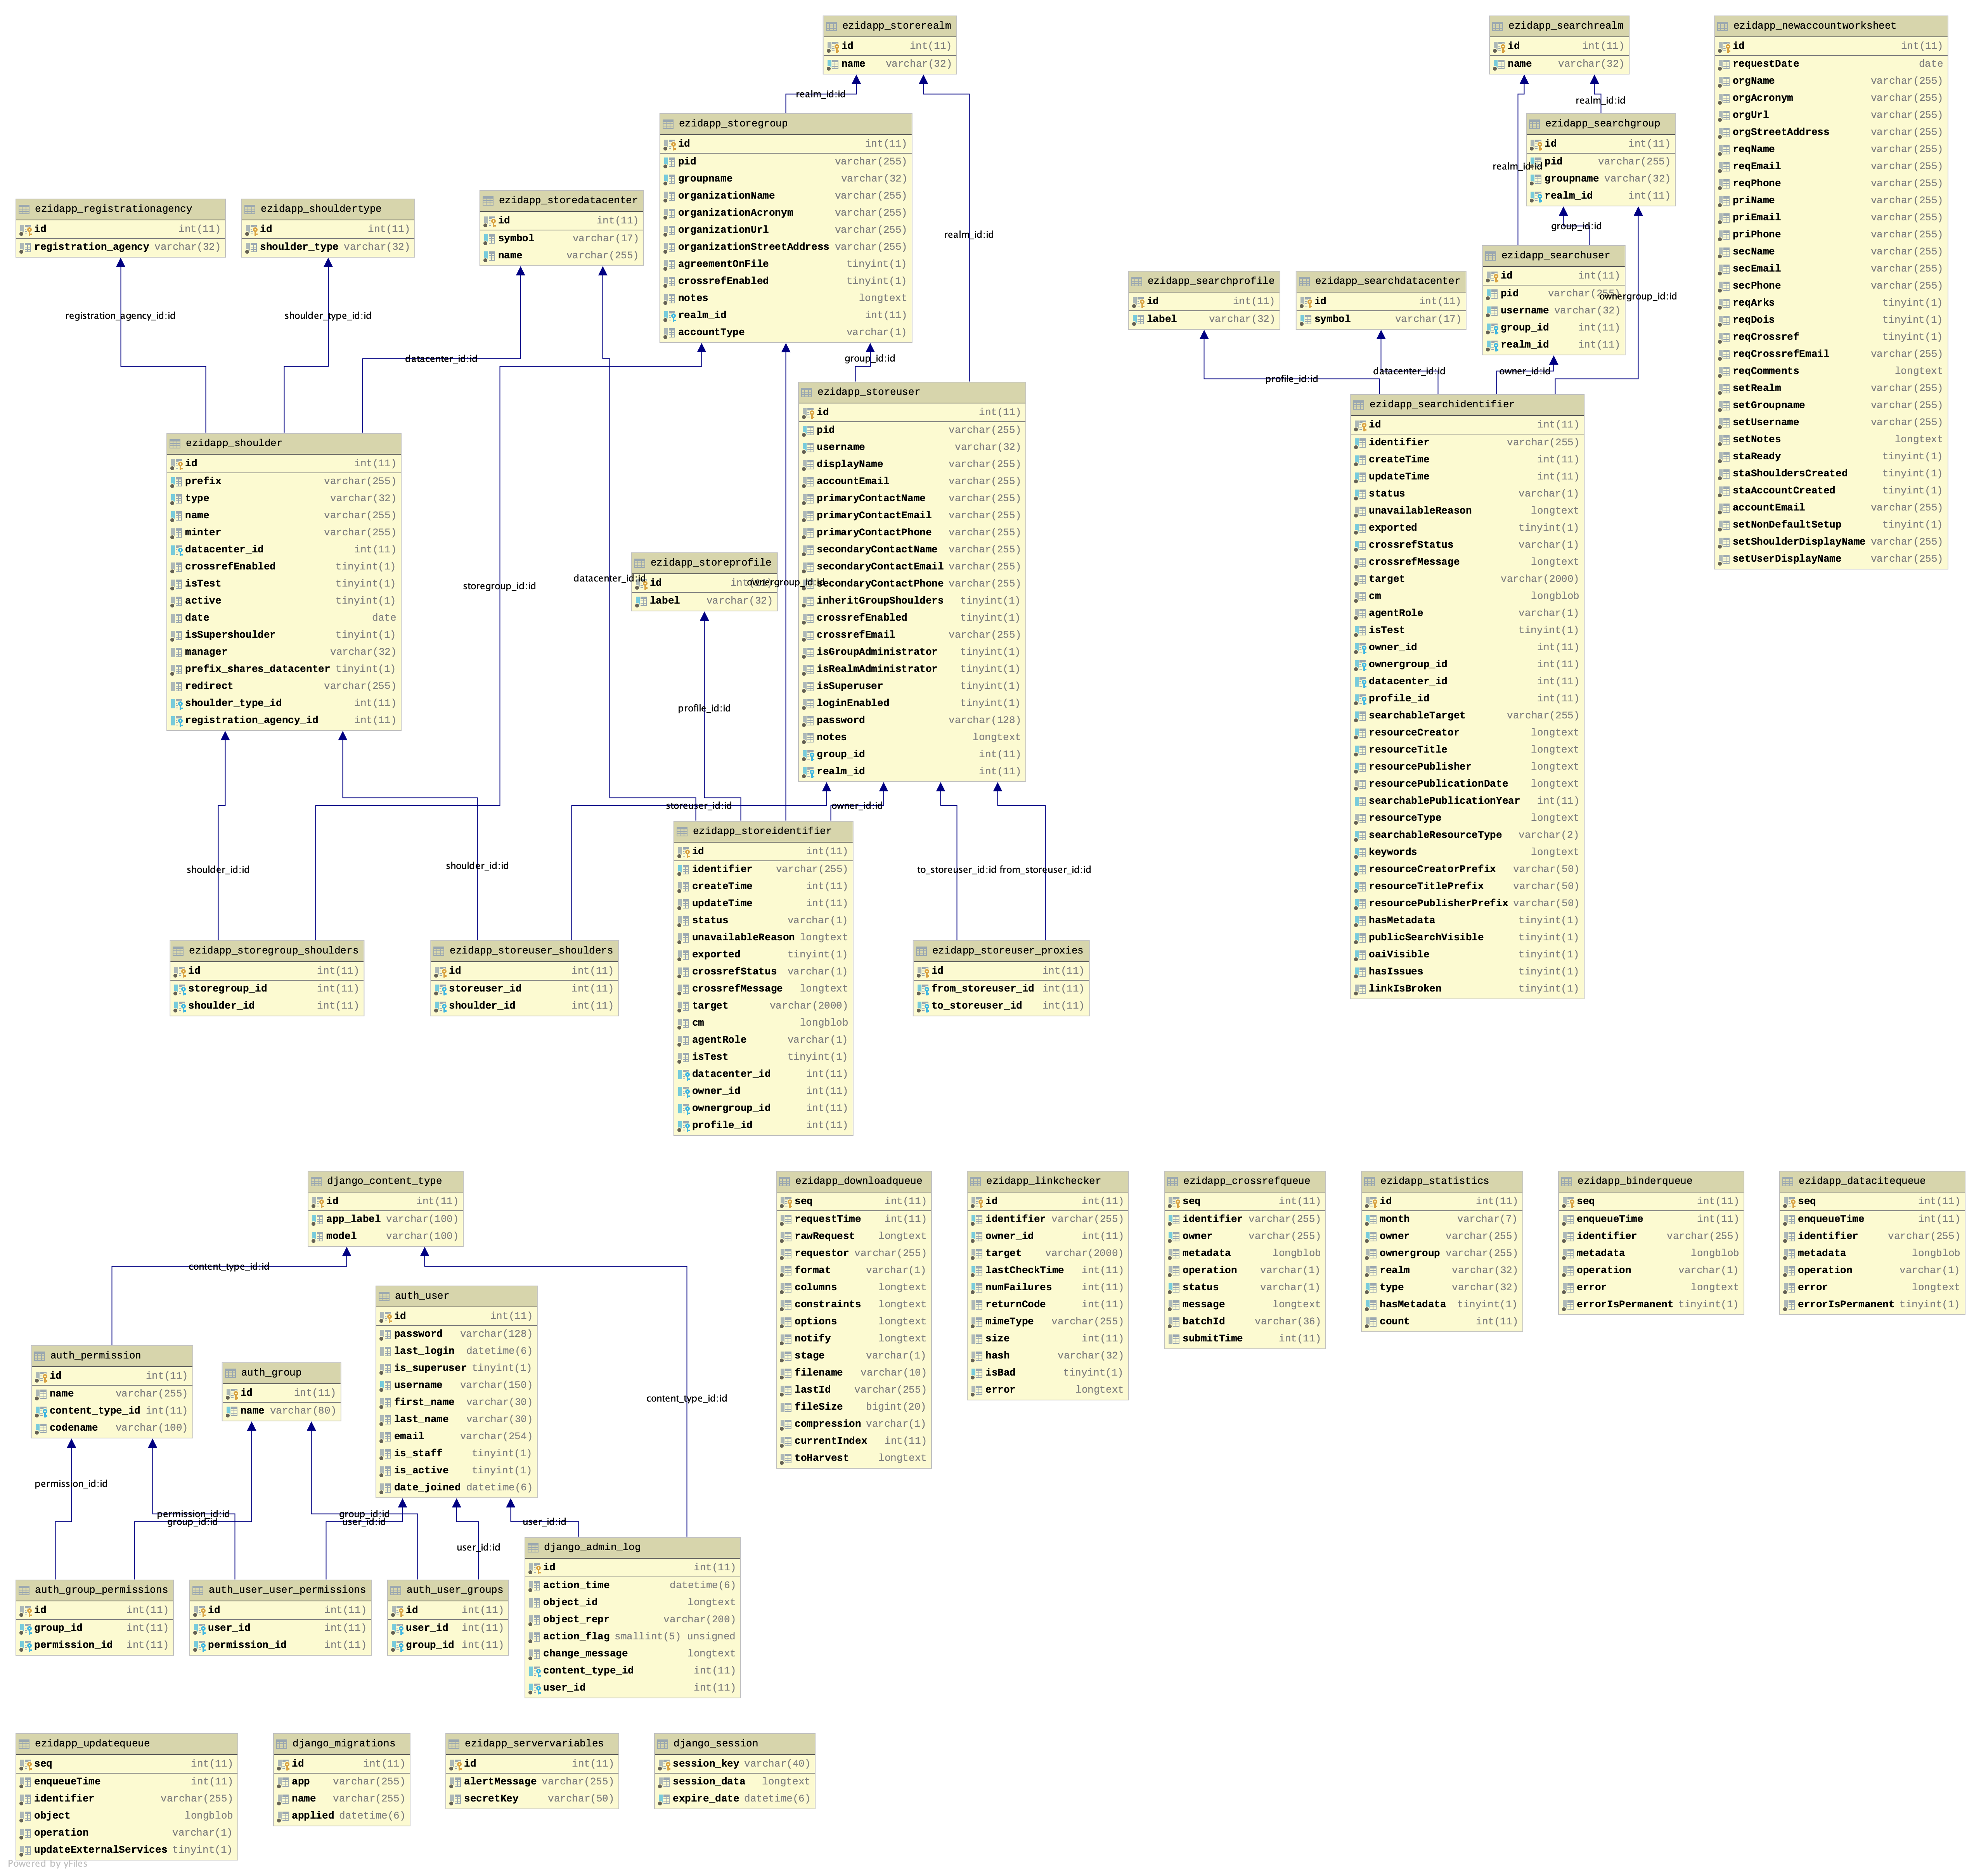 ezidapp_storerealm
id int(11)
name varchar(32)
ezidapp_searchrealm
id int(11)
name varchar(32)
ezidapp_newaccountworksheet
id int(11)
requestDate date
orgName varchar(255)
orgAcronym varchar(255)
orgUrl varchar(255)
orgStreetAddress varchar(255)
reqName varchar(255)
reqEmail varchar(255)
reqPhone varchar(255)
priName varchar(255)
priEmail varchar(255)
priPhone varchar(255)
secName varchar(255)
secEmail varchar(255)
secPhone varchar(255)
reqArks tinyint(1)
reqDois tinyint(1)
reqCrossref tinyint(1)
reqCrossrefEmail varchar(255)
reqComments longtext
setRealm varchar(255)
setGroupname varchar(255)
setUsername varchar(255)
setNotes longtext
staReady tinyint(1)
staShouldersCreated tinyint(1)
staAccountCreated tinyint(1)
accountEmail varchar(255)
setNonDefaultSetup tinyint(1)
setShoulderDisplayName varchar(255)
setUserDisplayName varchar(255)
realm_id:id
realm_id:id
ezidapp_storegroup
id int(11)
pid varchar(255)
groupname varchar(32)
organizationName varchar(255)
organizationAcronym varchar(255)
organizationUrl varchar(255)
organizationStreetAddress varchar(255)
agreementOnFile tinyint(1)
crossrefEnabled tinyint(1)
notes longtext
realm_id int(11)
accountType varchar(1)
ezidapp_searchgroup
id int(11)
pid varchar(255)
groupname varchar(32)
realm_id int(11)
realm_id:id
group_id:id
realm_id:id
ezidapp_registrationagency
id int(11)
registration_agency varchar(32)
ezidapp_shouldertype
id int(11)
shoulder_type varchar(32)
ezidapp_storedatacenter
id int(11)
symbol varchar(17)
name varchar(255)
ezidapp_searchuser
id int(11)
pid varchar(255)
username varchar(32)
group_id int(11)
realm_id int(11)
ownergroup_id:id
ezidapp_searchprofile
id int(11)
label varchar(32)
ezidapp_searchdatacenter
id int(11)
symbol varchar(17)
registration_agency_id:id
shoulder_type_id:id
datacenter_id:id
group_id:id
profile_id:id
datacenter_id:id
owner_id:id
ezidapp_storeuser
id int(11)
pid varchar(255)
username varchar(32)
displayName varchar(255)
accountEmail varchar(255)
primaryContactName varchar(255)
primaryContactEmail varchar(255)
primaryContactPhone varchar(255)
secondaryContactName varchar(255)
secondaryContactEmail varchar(255)
secondaryContactPhone varchar(255)
inheritGroupShoulders tinyint(1)
crossrefEnabled tinyint(1)
crossrefEmail varchar(255)
isGroupAdministrator tinyint(1)
isRealmAdministrator tinyint(1)
isSuperuser tinyint(1)
loginEnabled tinyint(1)
password varchar(128)
notes longtext
group_id int(11)
realm_id int(11)
ezidapp_searchidentifier
id int(11)
identifier varchar(255)
createTime int(11)
updateTime int(11)
status varchar(1)
unavailableReason longtext
exported tinyint(1)
crossrefStatus varchar(1)
crossrefMessage longtext
target varchar(2000)
cm longblob
agentRole varchar(1)
isTest tinyint(1)
owner_id int(11)
ownergroup_id int(11)
datacenter_id int(11)
profile_id int(11)
searchableTarget varchar(255)
resourceCreator longtext
resourceTitle longtext
resourcePublisher longtext
resourcePublicationDate longtext
searchablePublicationYear int(11)
resourceType longtext
searchableResourceType varchar(2)
keywords longtext
resourceCreatorPrefix varchar(50)
resourceTitlePrefix varchar(50)
resourcePublisherPrefix varchar(50)
hasMetadata tinyint(1)
publicSearchVisible tinyint(1)
oaiVisible tinyint(1)
hasIssues tinyint(1)
linkIsBroken tinyint(1)
ezidapp_shoulder
id int(11)
prefix varchar(255)
type varchar(32)
name varchar(255)
minter varchar(255)
datacenter_id int(11)
crossrefEnabled tinyint(1)
isTest tinyint(1)
active tinyint(1)
date date
isSupershoulder tinyint(1)
manager varchar(32)
prefix_shares_datacenter tinyint(1)
redirect varchar(255)
shoulder_type_id int(11)
registration_agency_id int(11)
storegroup_id:id
datacenter_id:id
ownergroup_id:id
ezidapp_storeprofile
id int(11)
label varchar(32)
profile_id:id
storeuser_id:id
owner_id:id
shoulder_id:id
shoulder_id:id
to_storeuser_id:id
from_storeuser_id:id
ezidapp_storeidentifier
id int(11)
identifier varchar(255)
createTime int(11)
updateTime int(11)
status varchar(1)
unavailableReason longtext
exported tinyint(1)
crossrefStatus varchar(1)
crossrefMessage longtext
target varchar(2000)
cm longblob
agentRole varchar(1)
isTest tinyint(1)
datacenter_id int(11)
owner_id int(11)
ownergroup_id int(11)
profile_id int(11)
ezidapp_storegroup_shoulders
id int(11)
storegroup_id int(11)
shoulder_id int(11)
ezidapp_storeuser_shoulders
id int(11)
storeuser_id int(11)
shoulder_id int(11)
ezidapp_storeuser_proxies
id int(11)
from_storeuser_id int(11)
to_storeuser_id int(11)
django_content_type
id int(11)
app_label varchar(100)
model varchar(100)
ezidapp_downloadqueue
seq int(11)
requestTime int(11)
rawRequest longtext
requestor varchar(255)
format varchar(1)
columns longtext
constraints longtext
options longtext
notify longtext
stage varchar(1)
filename varchar(10)
lastId varchar(255)
fileSize bigint(20)
compression varchar(1)
currentIndex int(11)
toHarvest longtext
ezidapp_linkchecker
id int(11)
identifier varchar(255)
owner_id int(11)
target varchar(2000)
lastCheckTime int(11)
numFailures int(11)
returnCode int(11)
mimeType varchar(255)
size int(11)
hash varchar(32)
isBad tinyint(1)
error longtext
ezidapp_crossrefqueue
seq int(11)
identifier varchar(255)
owner varchar(255)
metadata longblob
operation varchar(1)
status varchar(1)
message longtext
batchId varchar(36)
submitTime int(11)
ezidapp_statistics
id int(11)
month varchar(7)
owner varchar(255)
ownergroup varchar(255)
realm varchar(32)
type varchar(32)
hasMetadata tinyint(1)
count int(11)
ezidapp_binderqueue
seq int(11)
enqueueTime int(11)
identifier varchar(255)
metadata longblob
operation varchar(1)
error longtext
errorIsPermanent tinyint(1)
ezidapp_datacitequeue
seq int(11)
enqueueTime int(11)
identifier varchar(255)
metadata longblob
operation varchar(1)
error longtext
errorIsPermanent tinyint(1)
content_type_id:id
auth_user
id int(11)
password varchar(128)
last_login datetime(6)
is_superuser tinyint(1)
username varchar(150)
first_name varchar(30)
last_name varchar(30)
email varchar(254)
is_staff tinyint(1)
is_active tinyint(1)
date_joined datetime(6)
auth_permission
id int(11)
name varchar(255)
content_type_id int(11)
codename varchar(100)
auth_group
id int(11)
name varchar(80)
content_type_id:id
permission_id:id
permission_id:id
group_id:id
group_id:id
user_id:id
user_id:id
user_id:id
django_admin_log
id int(11)
action_time datetime(6)
object_id longtext
object_repr varchar(200)
action_flag smallint(5) unsigned
change_message longtext
content_type_id int(11)
user_id int(11)
auth_group_permissions
id int(11)
group_id int(11)
permission_id int(11)
auth_user_user_permissions
id int(11)
user_id int(11)
permission_id int(11)
auth_user_groups
id int(11)
user_id int(11)
group_id int(11)
ezidapp_updatequeue
seq int(11)
enqueueTime int(11)
identifier varchar(255)
object longblob
operation varchar(1)
updateExternalServices tinyint(1)
django_migrations
id int(11)
app varchar(255)
name varchar(255)
applied datetime(6)
ezidapp_servervariables
id int(11)
alertMessage varchar(255)
secretKey varchar(50)
django_session
session_key varchar(40)
session_data longtext
expire_date datetime(6)
Powered by yFiles